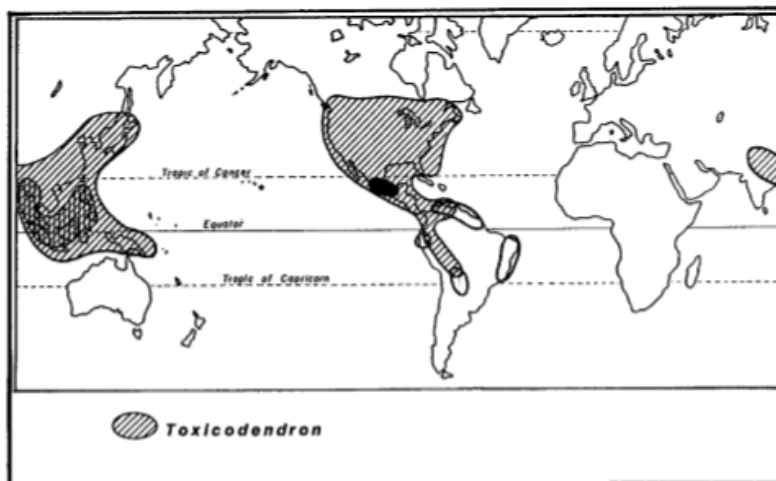 Tropic of Cancer
Equator
Tropic of Capricorn
Toxicodendron